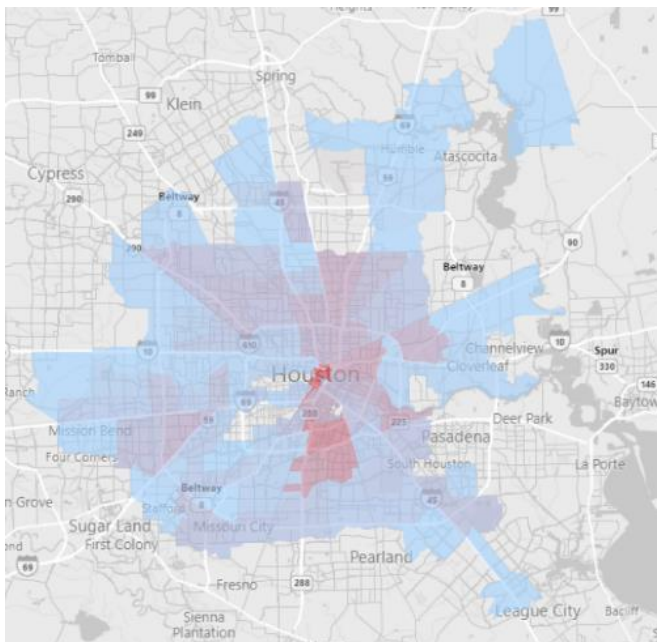 99
Tomball
Spring
99
Klein
249
69
Humble
Atascocita
Cypress
59
290
Beltway
8
45
290
90
Beltway
8
10
610
Channelview
10
Spur
Houston
Cloverleaf
330
Ranch
69
146
Baytow
288
Deer Park
59
225
Mission Bend
Pasadena
Four Corners
South Houston
La Porte
Beltway
Stafford
8
45
n Grove
Sugar Land
Missouri City
First Colony
Pearland
69
Fresno
288
League City
Sienna
Plantation
Bacliff